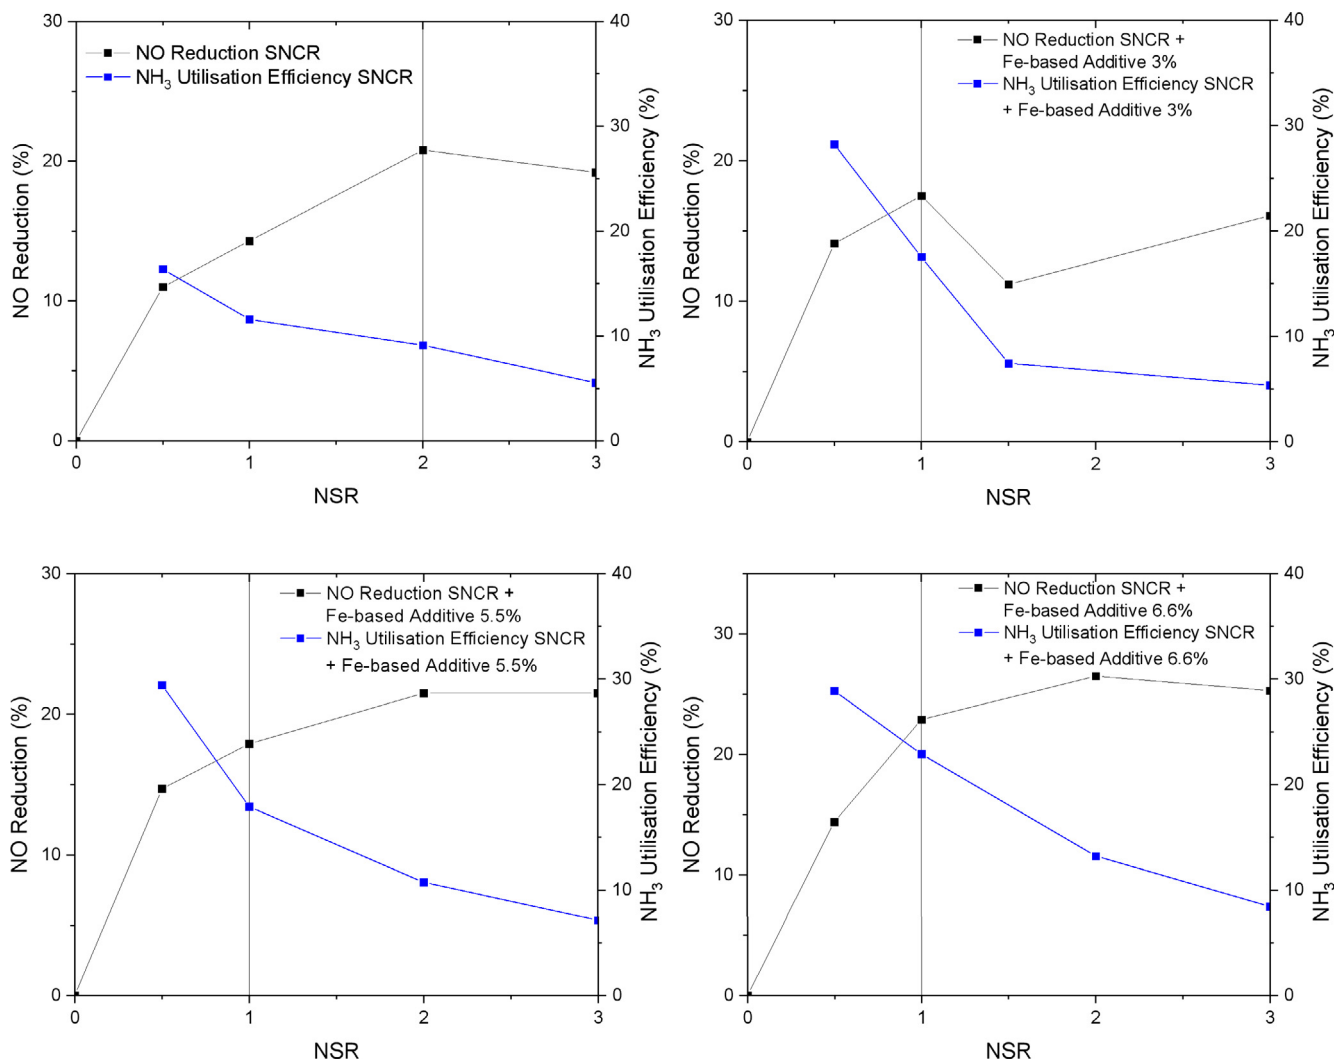 NO Reduction SNCR
NH₃ Utilisation Efficiency SNCR
30
20
10
0
NO Reduction (%)
40
30
20
10
0
NH₃ Utilisation Efficiency (%)
0 1 2 3
NSR
NO Reduction SNCR +
Fe-based Additive 3%
NH₃ Utilisation Efficiency SNCR
+ Fe-based Additive 3%
30
20
10
0
NO Reduction (%)
40
30
20
10
0
NH₃ Utilisation Efficiency (%)
0 1 2 3
NSR
NO Reduction SNCR +
Fe-based Additive 5.5%
NH₃ Utilisation Efficiency SNCR
+ Fe-based Additive 5.5%
30
20
10
0
NO Reduction (%)
40
30
20
10
0
NH₃ Utilisation Efficiency (%)
0 1 2 3
NSR
NO Reduction SNCR +
Fe-based Additive 6.6%
NH₃ Utilisation Efficiency SNCR
+ Fe-based Additive 6.6%
30
20
10
0
NO Reduction (%)
40
30
20
10
0
NH₃ Utilisation Efficiency (%)
0 1 2 3
NSR